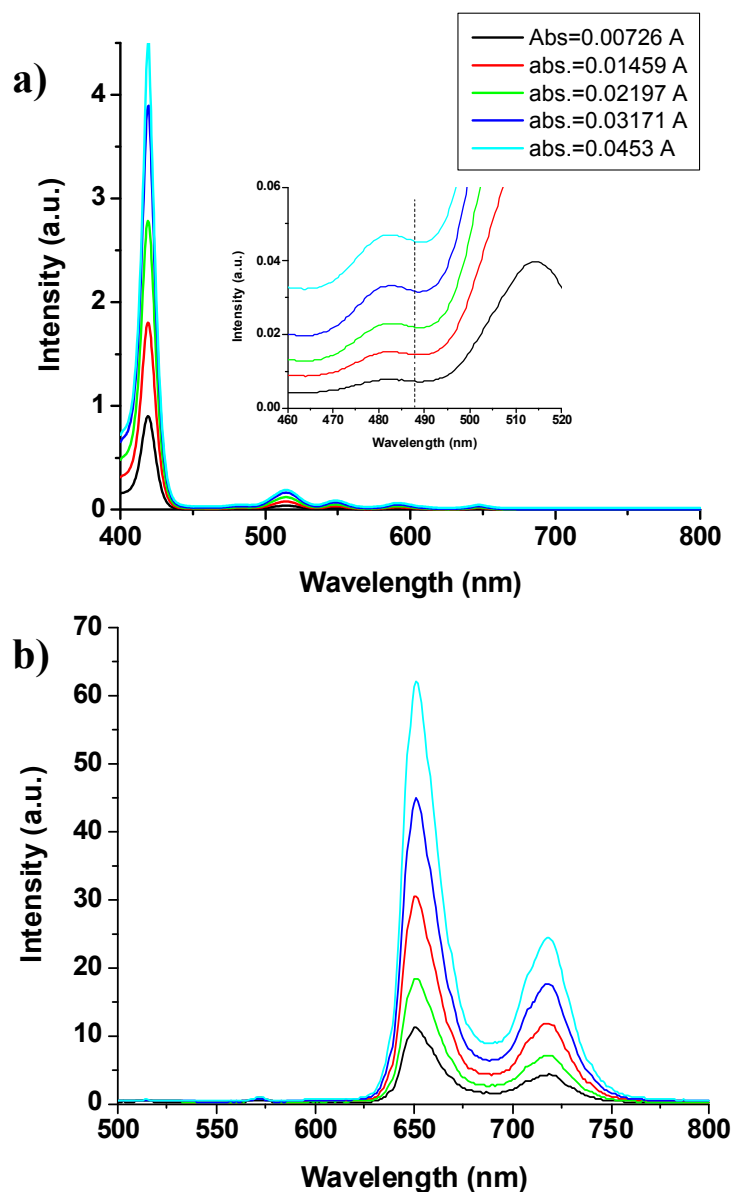 a)
Abs=0.00726 A
abs.=0.01459 A
abs.=0.02197 A
abs.=0.03171 A
abs.=0.0453 A
Intensity (a.u.)
4
3
2
1
0
400 500 600 700 800
Wavelength (nm)
Intensity (a.u.)
0.06
0.04
0.02
0.00
460 470 480 490 500 510 520
Wavelength (nm)
b)
Intensity (a.u.)
70
60
50
40
30
20
10
0
500 550 600 650 700 750 800
Wavelength (nm)